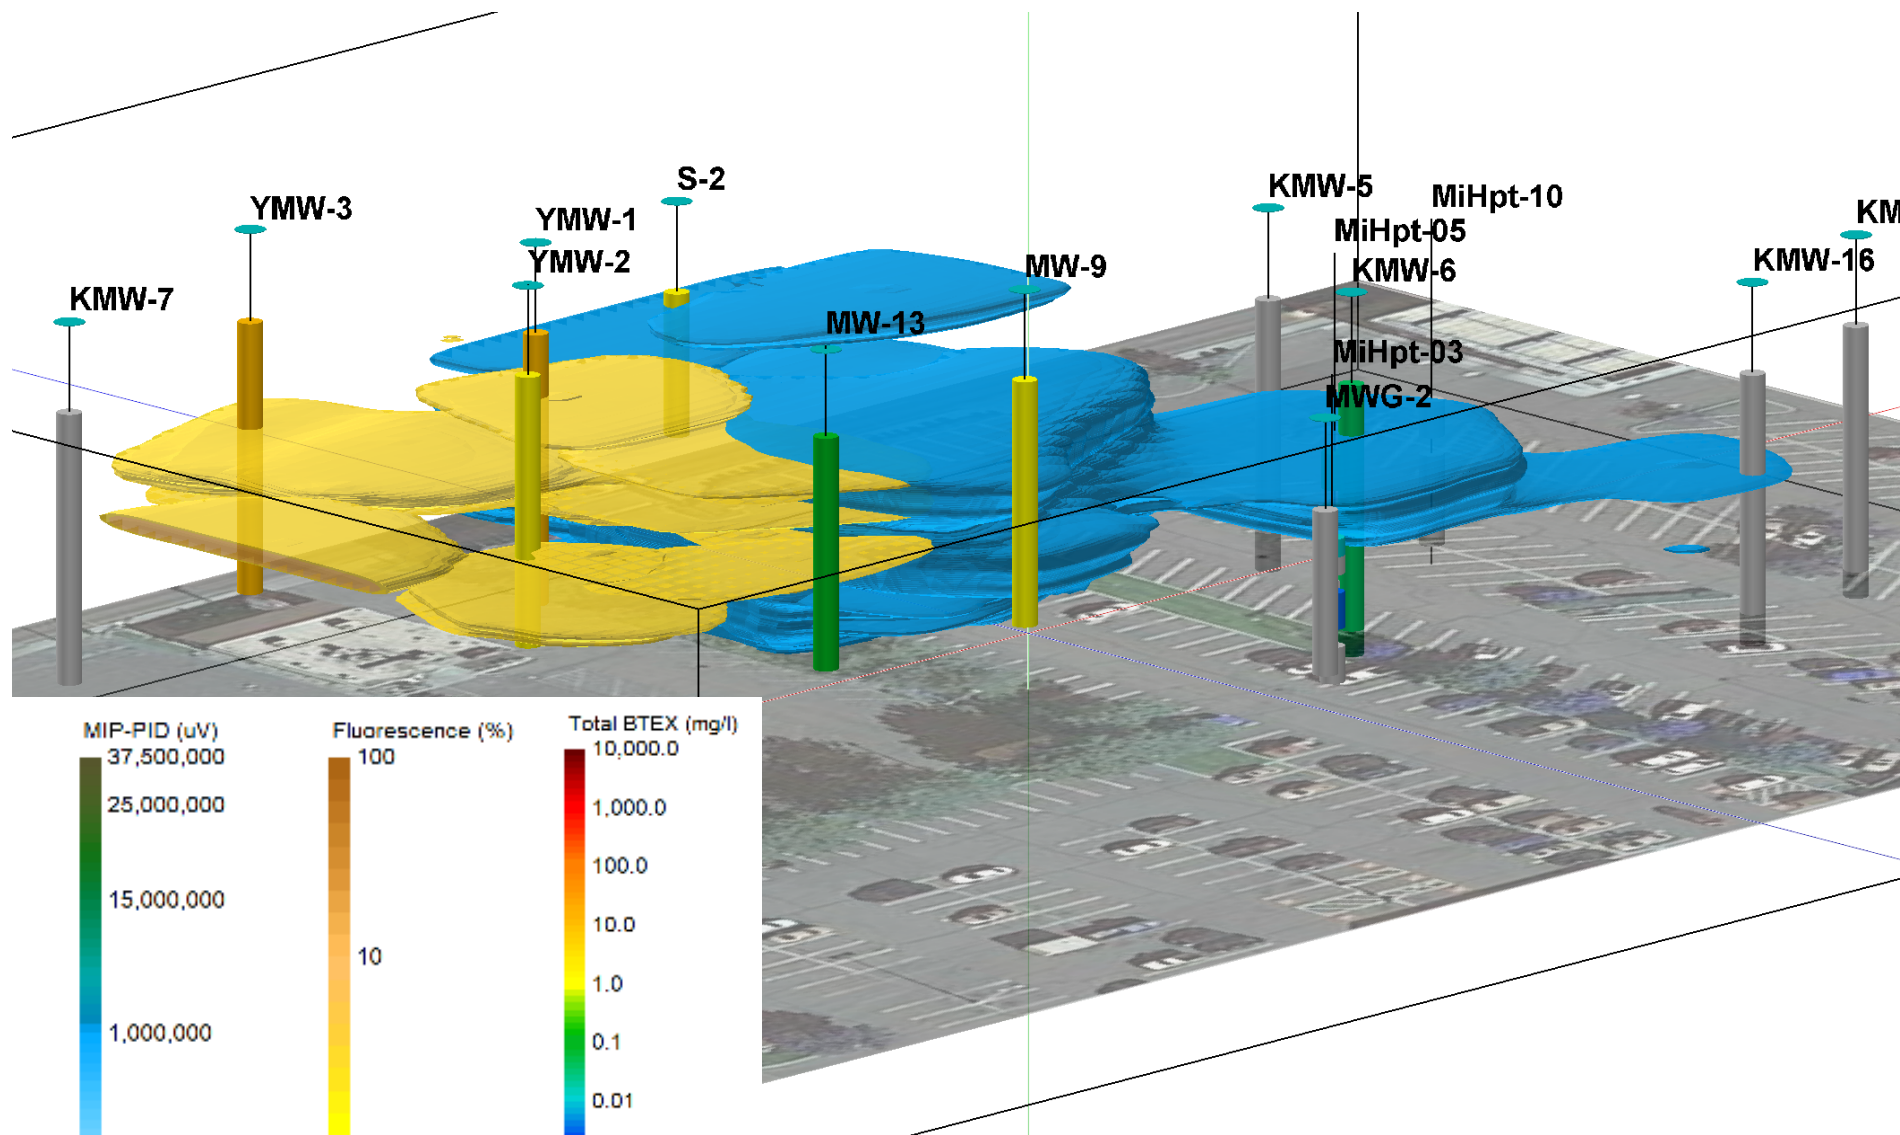 S-2
KMW-5
MiHpt-10
YMW-3
YMW-1
MiHpt-05
KM
YMW-2
MW-9
KMW-6
KMW-16
KMW-7
MW-13
MiHpt-03
MWG-2
MIP-PID (uV)
37,500,000
25,000,000
15,000,000
1,000,000
Fluorescence (%)
100
10
Total BTEX (mg/l)
10,000.0
1,000.0
100.0
10.0
1.0
0.1
0.01